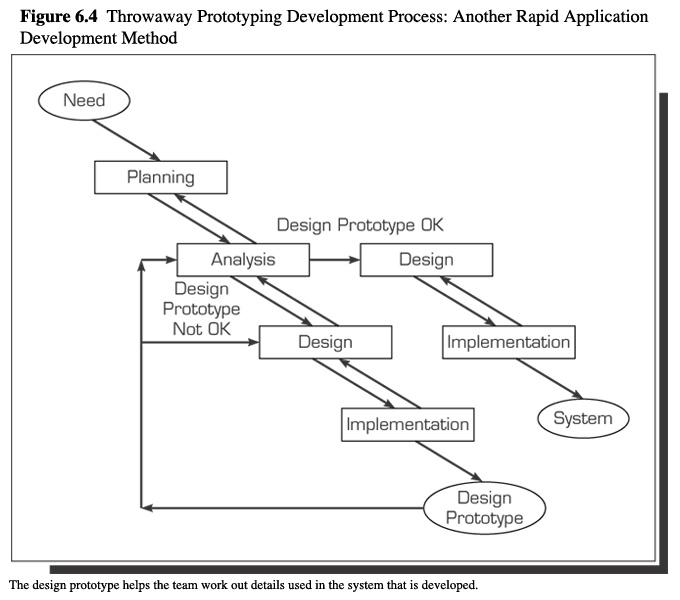 Figure 6.4 Throwaway Prototyping Development Process: Another Rapid Application
Development Method
Need
Planning
Design Prototype OK
Analysis
Design
Design
Prototype
Not OK
Design
Implementation
Implementation
System
Design
Prototype
The design prototype helps the team work out details used in the system that is developed.